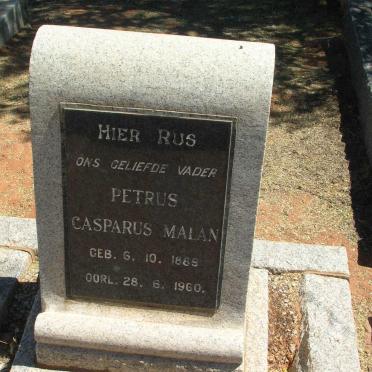 HIER RUS
ONS GELIEFDE VADER
PETRUS
CASPARUS MALAN
GEB. 6. 10. 1885
OORL. 28. 6. 1960.